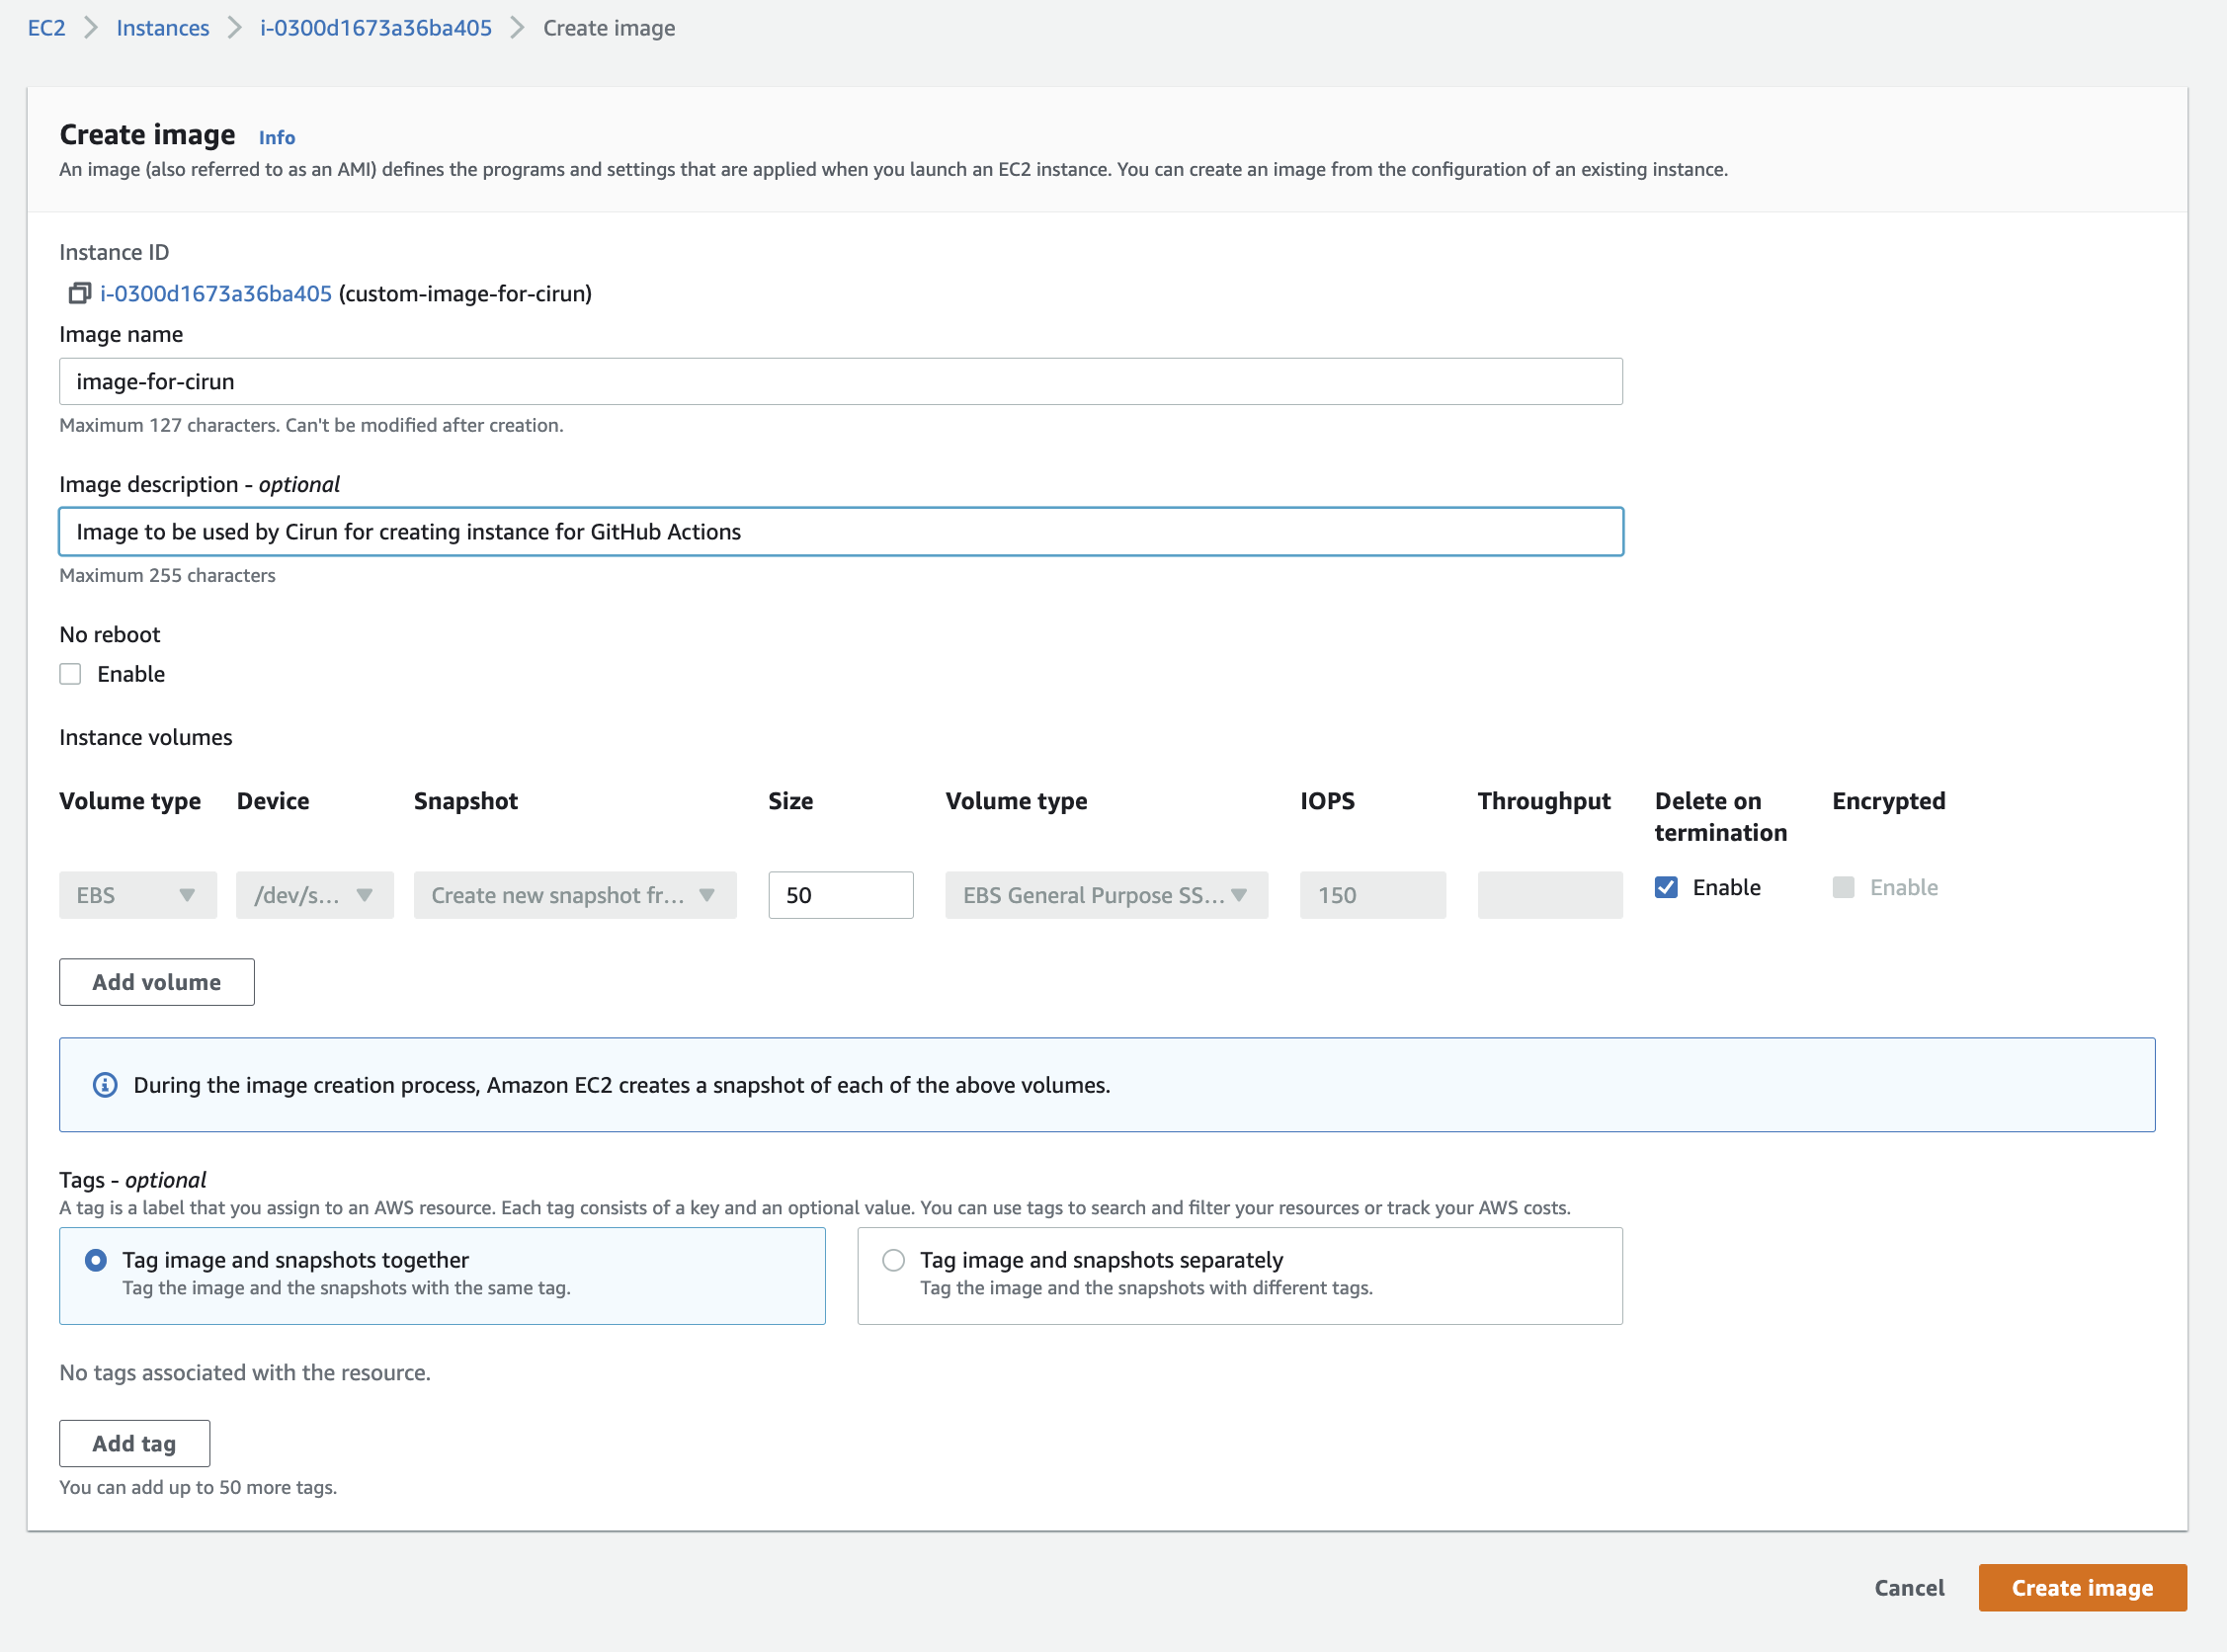 EC2 > Instances > i-0300d1673a36ba405 > Create image
Create image Info
An image (also referred to as an AMI) defines the programs and settings that are applied when you launch an EC2 instance. You can create an image from the configuration of an existing instance.
Instance ID
i-0300d1673a36ba405 (custom-image-for-cirun)
Image name
image-for-cirun
Maximum 127 characters. Can't be modified after creation.
Image description - optional
Image to be used by Cirun for creating instance for GitHub Actions
Maximum 255 characters
No reboot
Enable
Instance volumes
Volume type Device Snapshot Size Volume type IOPS Throughput Delete on termination Encrypted
EBS /dev/s... Create new snapshot fr... 50 EBS General Purpose SS... 150 Enable Enable
Add volume
During the image creation process, Amazon EC2 creates a snapshot of each of the above volumes.
Tags - optional
A tag is a label that you assign to an AWS resource. Each tag consists of a key and an optional value. You can use tags to search and filter your resources or track your AWS costs.
Tag image and snapshots together
Tag the image and the snapshots with the same tag.
Tag image and snapshots separately
Tag the image and the snapshots with different tags.
No tags associated with the resource.
Add tag
You can add up to 50 more tags.
Cancel Create image